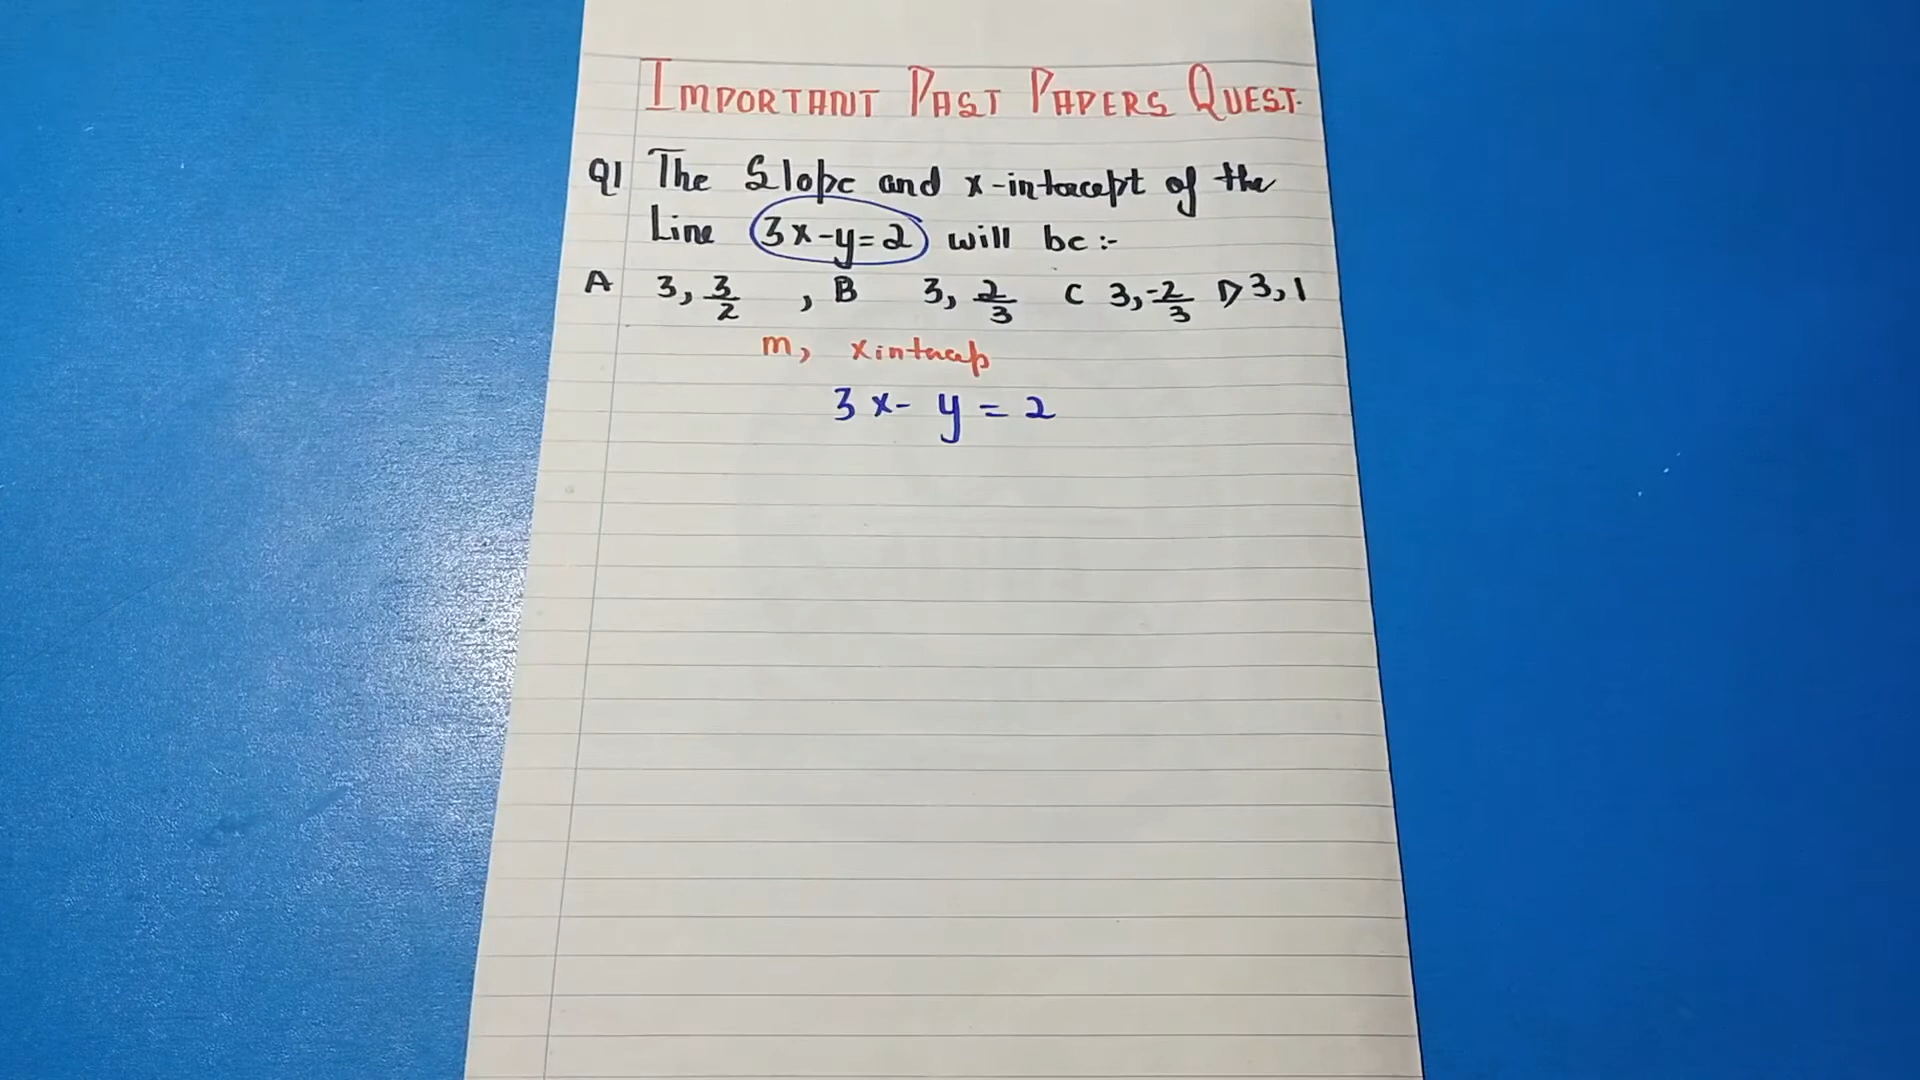 IMPORTANT PAST PAPERS QUEST.
Q1 The Slope and x-intercept of the
Line 3x-y=2 will be:-
A 3, 3/2 , B 3, 2/3 C 3, -2/3 D 3, 1
m, xintercep
3x - y = 2